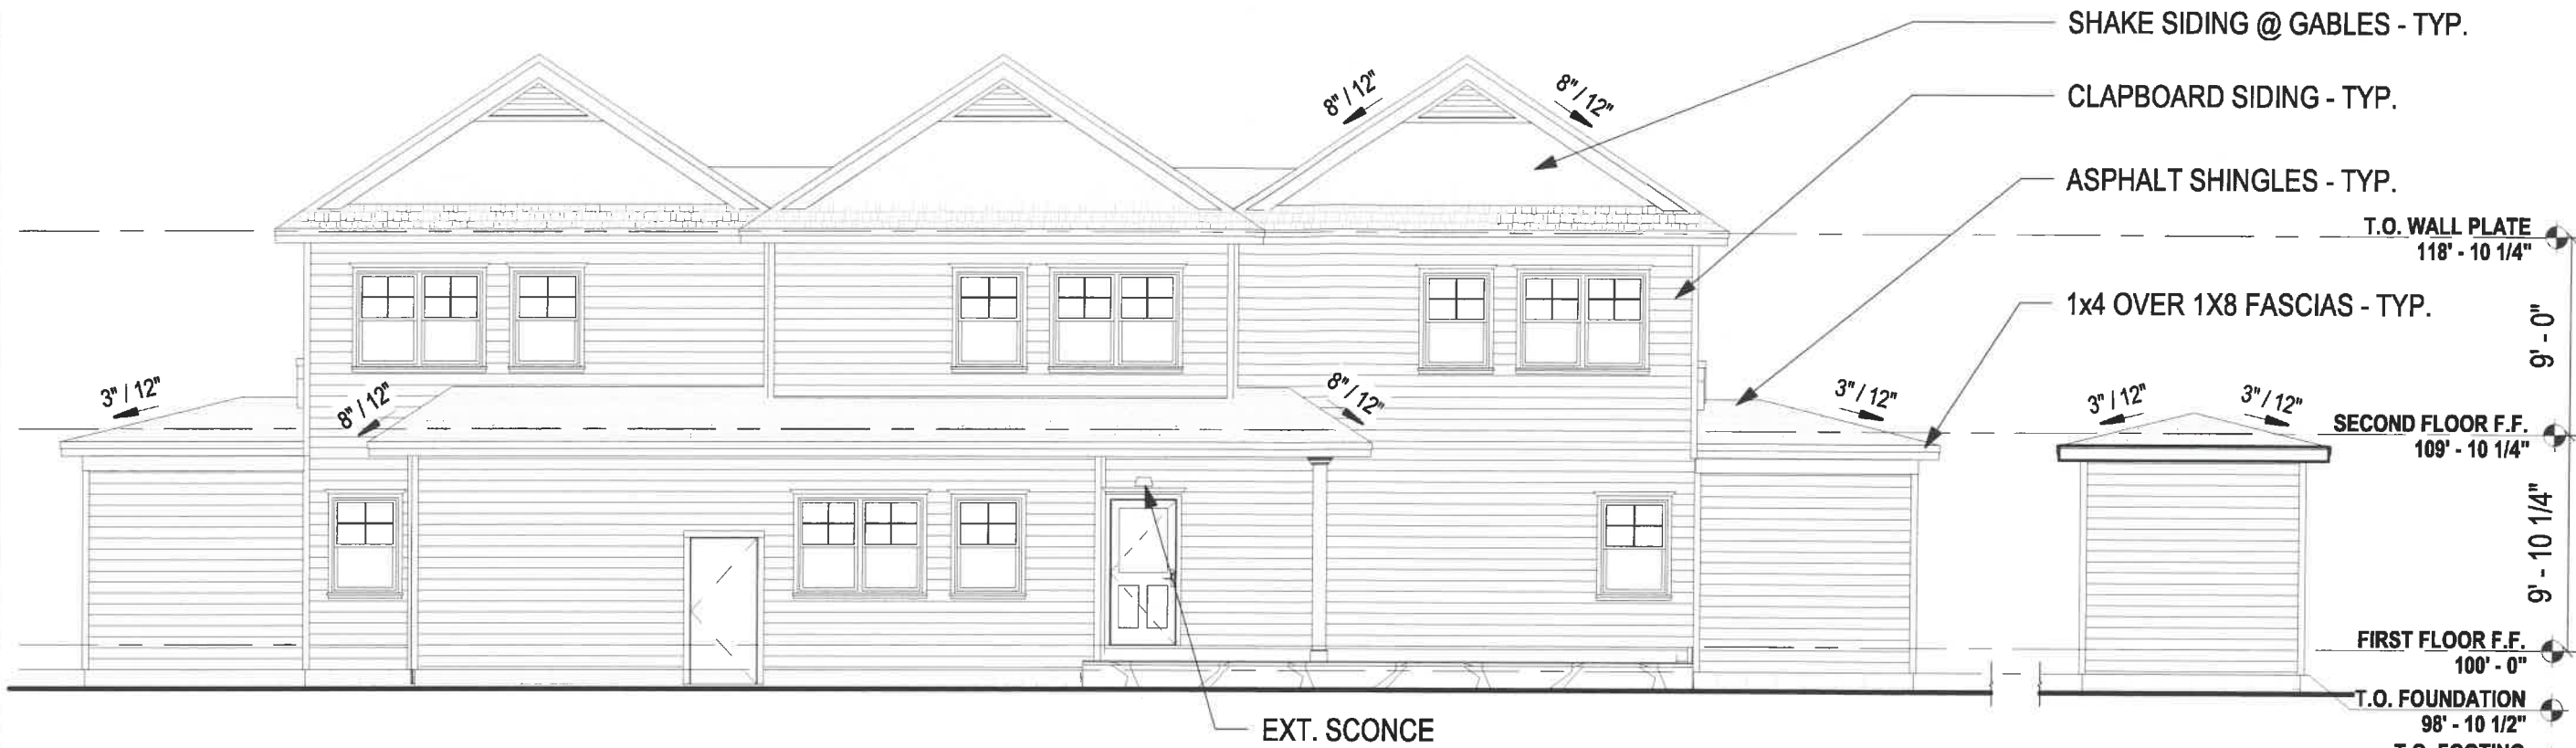 SHAKE SIDING @ GABLES - TYP.
8" / 12"
8" / 12"
CLAPBOARD SIDING - TYP.
ASPHALT SHINGLES - TYP.
T.O. WALL PLATE
118' - 10 1/4"
1x4 OVER 1X8 FASCIAS - TYP.
9' - 0"
3" / 12"
8" / 12"
8" / 12"
3" / 12"
3" / 12"
3" / 12"
SECOND FLOOR F.F.
109' - 10 1/4"
9' - 10 1/4"
FIRST FLOOR F.F.
100' - 0"
T.O. FOUNDATION
98' - 10 1/2"
EXT. SCONCE
T.O. FOOTING